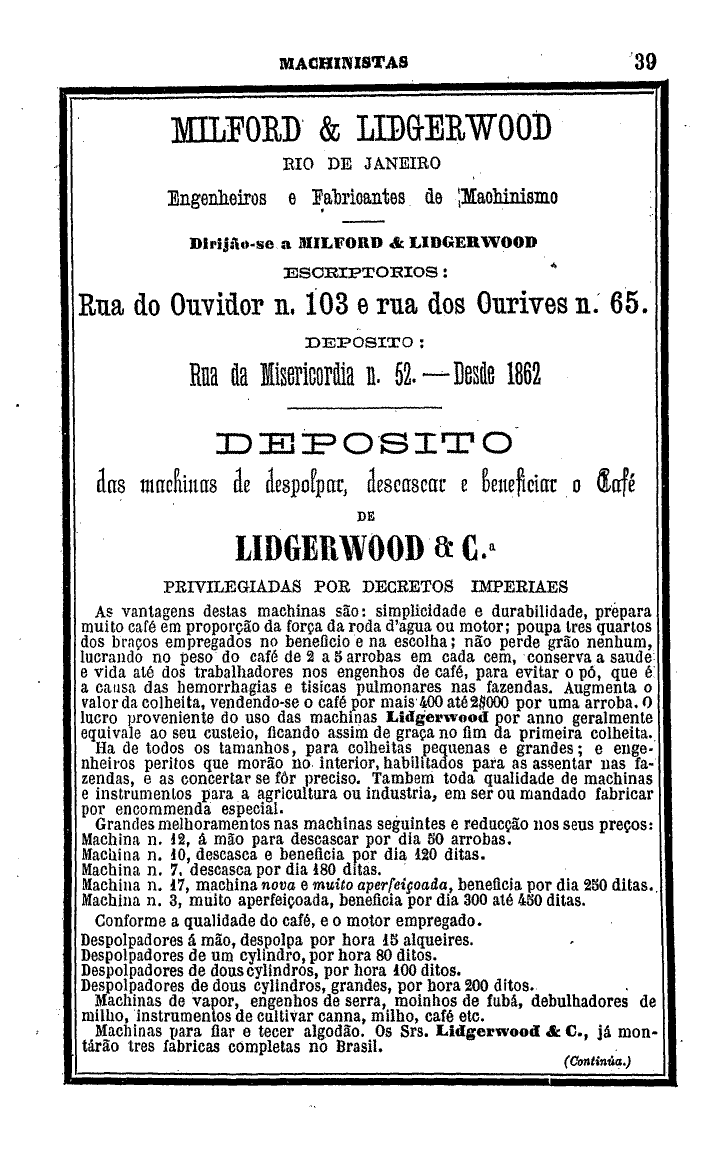 MACHINISTAS 39
MILFORD & LIDGERWOOD
RIO DE JANEIRO
Engenheiros e Fabricantes de Machinismo
Dirijão-se a MILFORD & LIDGERWOOD
ESCRIPTORIOS :
Rua do Ouvidor n. 103 e rua dos Ourives n. 65.
DEPOSITO :
Rua da Misericordia n. 52. — Desde 1862
DEPOSITO
das machinas de despolpar, descascar e beneficiar o Café
DE
LIDGERWOOD & C.ª
PRIVILEGIADAS POR DECRETOS IMPERIAES
As vantagens destas machinas são: simplicidade e durabilidade, prepara
muito café em proporção da força da roda d'água ou motor; poupa tres quartos
dos braços empregados no beneficio e na escolha; não perde grão nenhum,
lucrando no peso do café de 2 a 5 arrobas em cada cem, conserva a saude
e vida até dos trabalhadores nos engenhos de café, para evitar o pó, que é
a causa das hemorrhagias e tisicas pulmonares nas fazendas. Augmenta o
valor da colheita, vendendo-se o café por mais 400 até 2$000 por uma arroba. O
lucro proveniente do uso das machinas Lidgerwood por anno geralmente
equivale ao seu custeio, ficando assim de graça no fim da primeira colheita.
Ha de todos os tamanhos, para colheitas pequenas e grandes; e enge-
nheiros peritos que morão no interior, habilitados para as assentar nas fa-
zendas, e as concertar se fôr preciso. Tambem toda qualidade de machinas
e instrumentos para a agricultura ou industria, em ser ou mandado fabricar
por encommenda especial.
Grandes melhoramentos nas machinas seguintes e reducção nos seus preços:
Machina n. 12, á mão para descascar por dia 50 arrobas.
Machina n. 10, descasca e beneficia por dia 120 ditas.
Machina n. 7, descasca por dia 180 ditas.
Machina n. 17, machina nova e muito aperfeiçoada, beneficia por dia 250 ditas.
Machina n. 3, muito aperfeiçoada, beneficia por dia 300 até 450 ditas.
Conforme a qualidade do café, e o motor empregado.
Despolpadores á mão, despolpa por hora 15 alqueires.
Despolpadores de um cylindro, por hora 80 ditos.
Despolpadores de dous cylindros, por hora 100 ditos.
Despolpadores de dous cylindros, grandes, por hora 200 ditos.
Machinas de vapor, engenhos de serra, moinhos de fubá, debulhadores de
milho, instrumentos de cultivar canna, milho, café etc.
Machinas para fiar e tecer algodão. Os Srs. Lidgerwood & C., já mon-
tárão tres fabricas completas no Brasil.
(Continúa.)